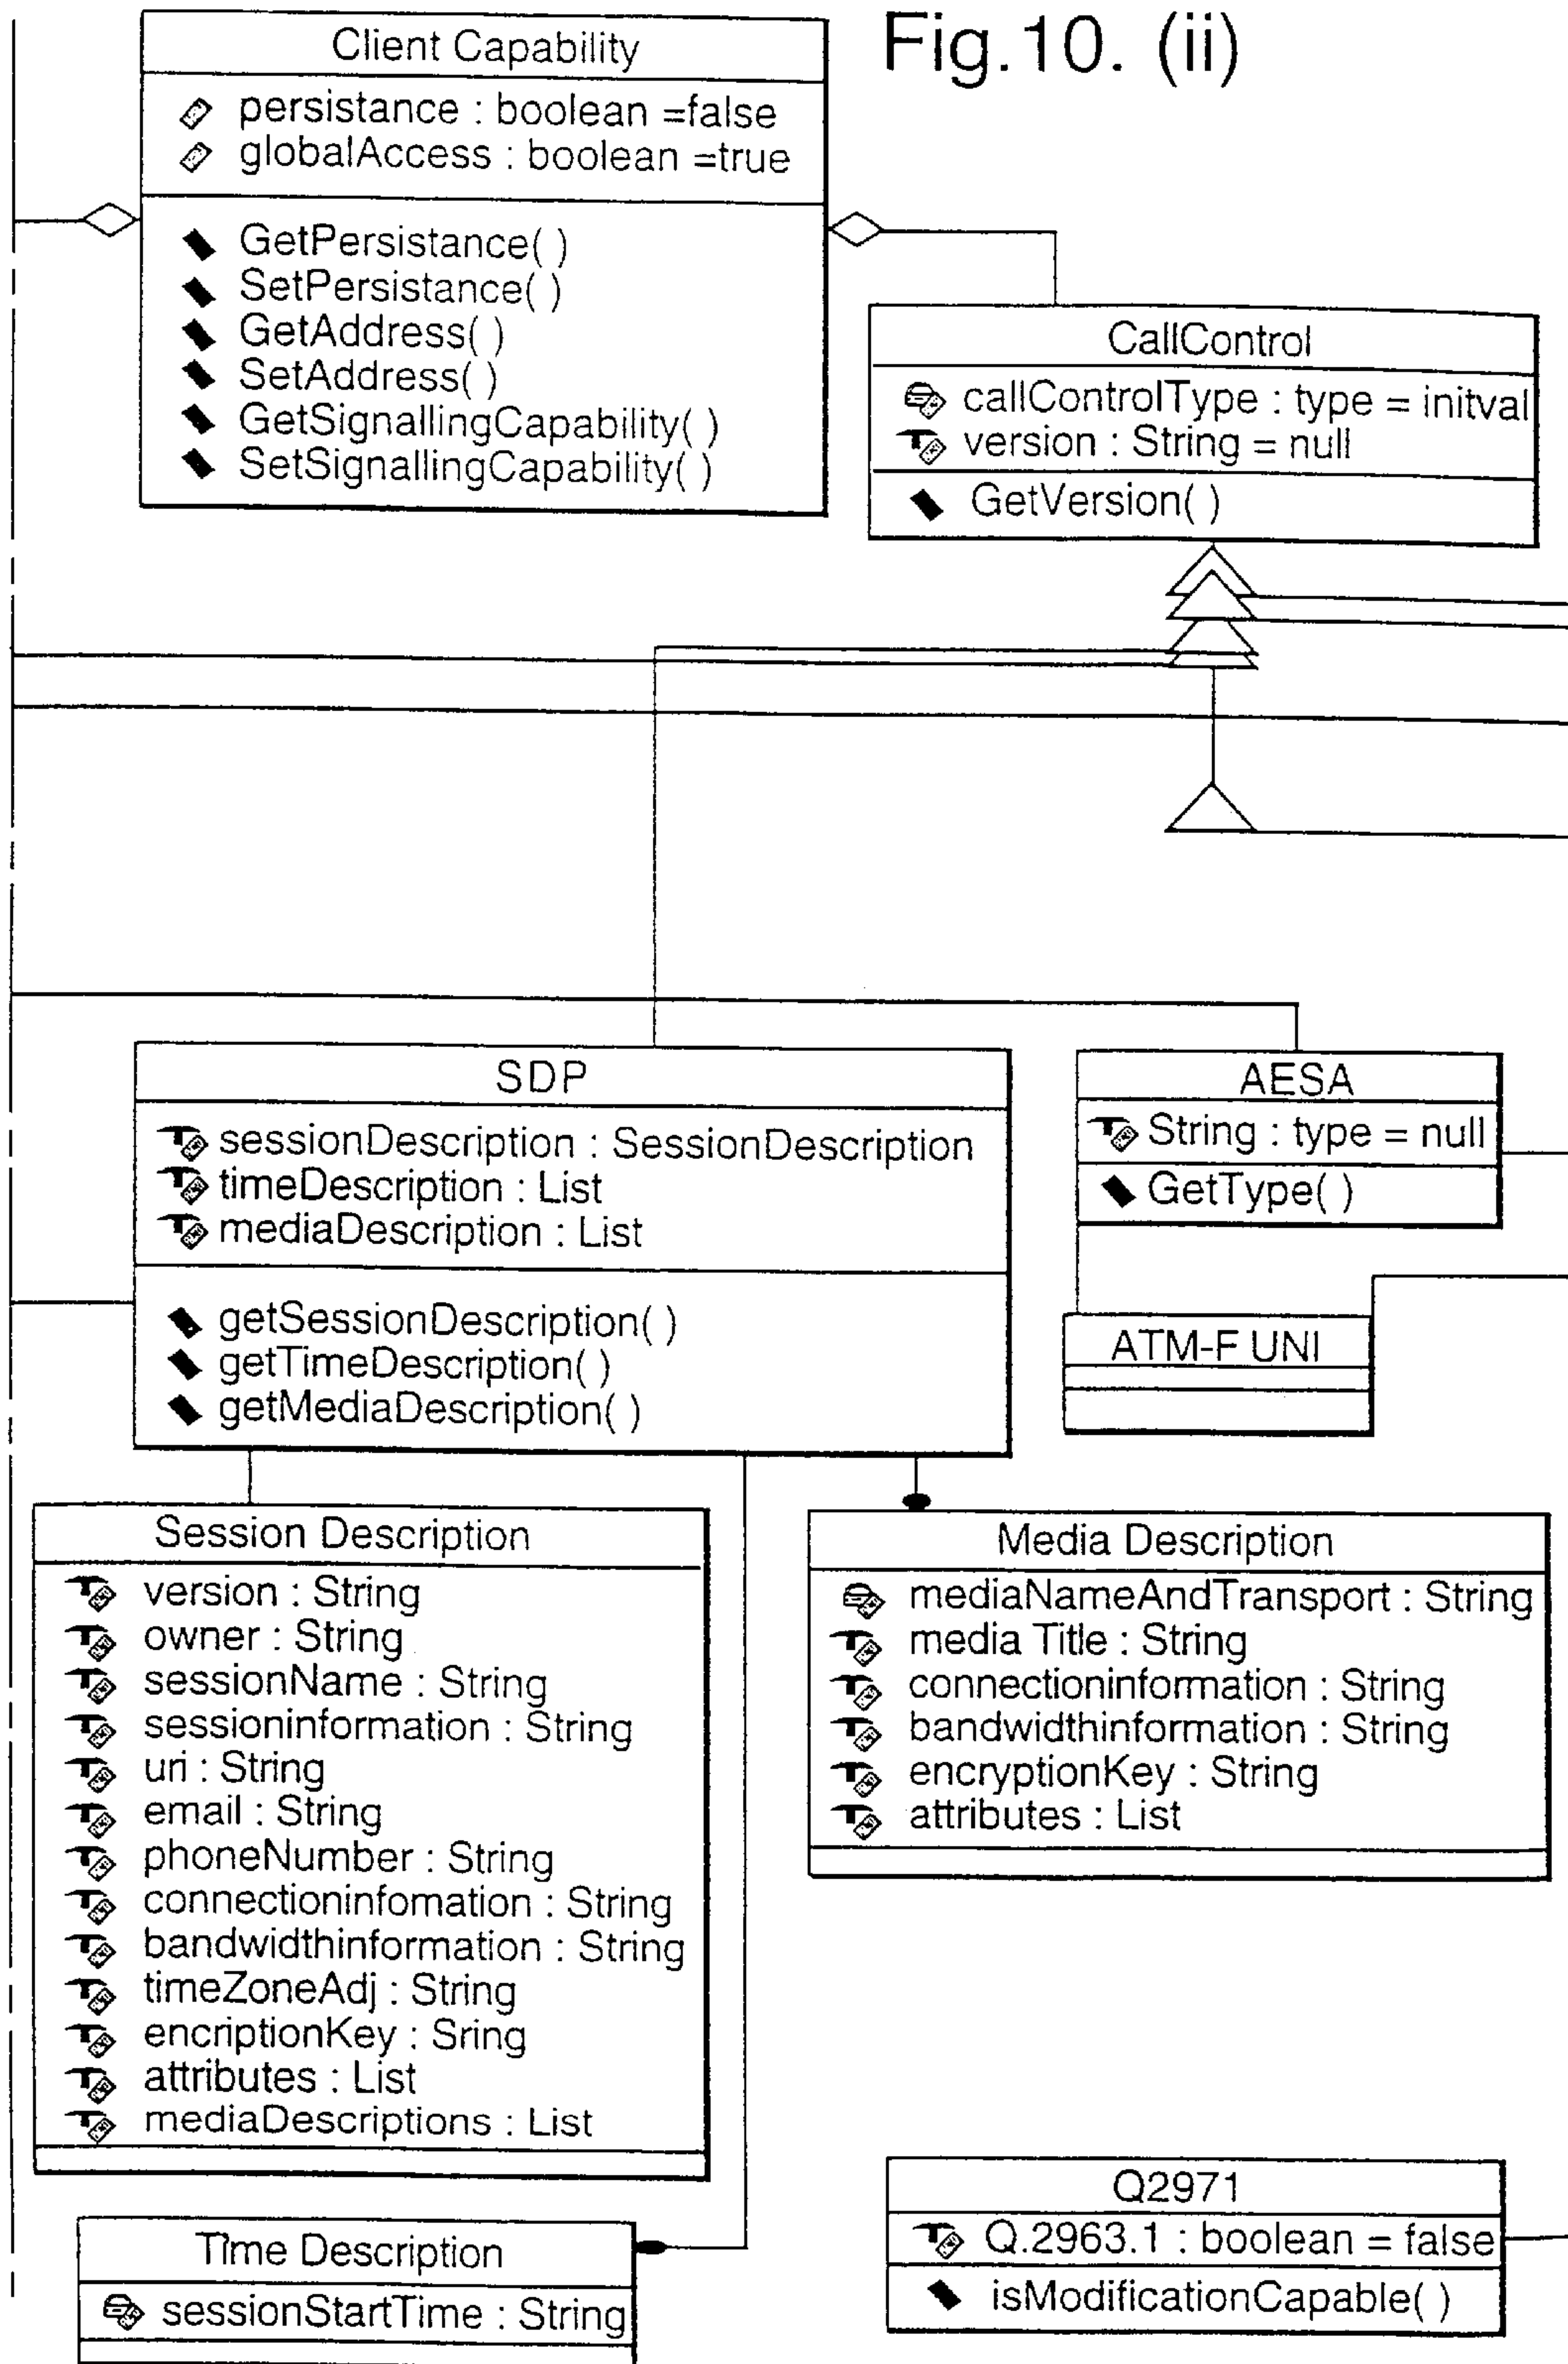 Fig.10. (ii)
Client Capability
persistance : boolean =false
globalAccess : boolean =true
GetPersistance( )
SetPersistance( )
GetAddress( )
SetAddress( )
GetSignallingCapability( )
SetSignallingCapability( )
CallControl
callControlType : type = initval
version : String = null
GetVersion( )
SDP
sessionDescription : SessionDescription
timeDescription : List
mediaDescription : List
getSessionDescription( )
getTimeDescription( )
getMediaDescription( )
AESA
String : type = null
GetType( )
ATM-F UNI
Session Description
version : String
owner : String
sessionName : String
sessioninformation : String
uri : String
email : String
phoneNumber : String
connectioninfomation : String
bandwidthinformation : String
timeZoneAdj : String
encriptionKey : Sring
attributes : List
mediaDescriptions : List
Media Description
mediaNameAndTransport : String
media Title : String
connectioninformation : String
bandwidthinformation : String
encryptionKey : String
attributes : List
Time Description
sessionStartTime : String
Q2971
Q.2963.1 : boolean = false
isModificationCapable( )